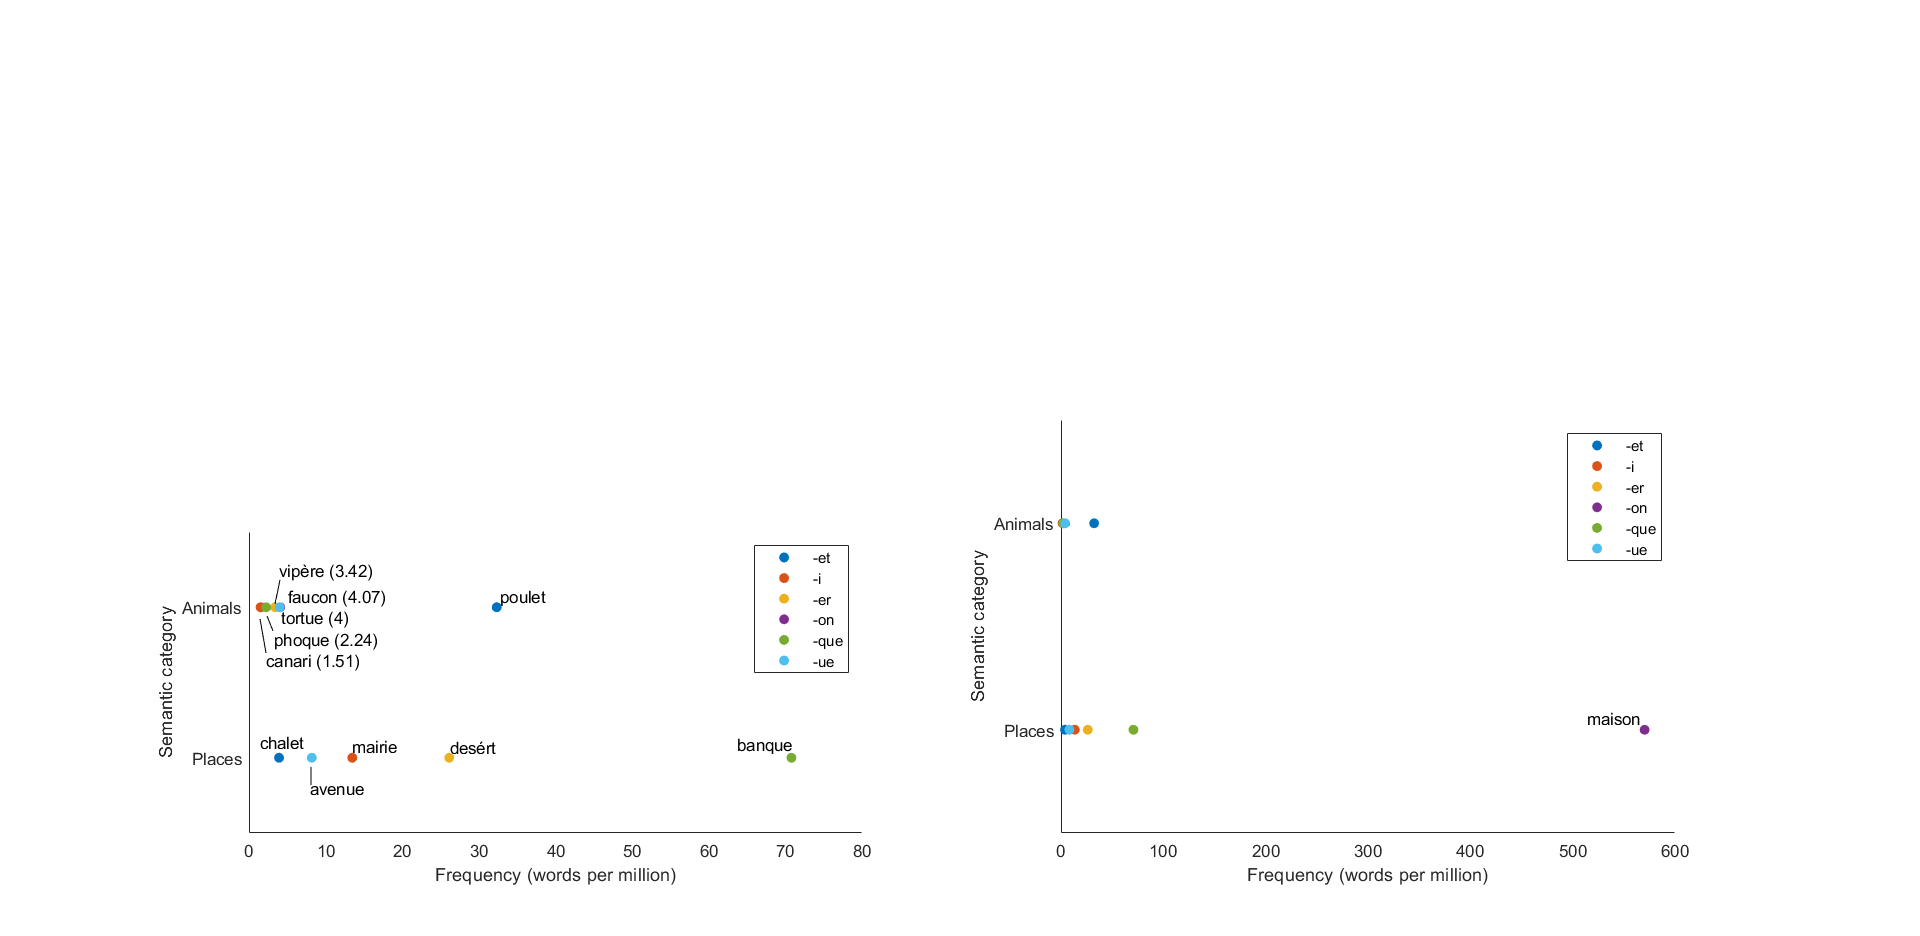 vipère (3.42)
faucon (4.07)
tortue (4)
phoque (2.24)
canari (1.51)
poulet
Animals
Places
Semantic category
chalet
avenue
mairie
desért
banque
-et
-i
-er
-on
-que
-ue
0 10 20 30 40 50 60 70 80
Frequency (words per million)
-et
-i
-er
-on
-que
-ue
Animals
Places
Semantic category
maison
0 100 200 300 400 500 600
Frequency (words per million)